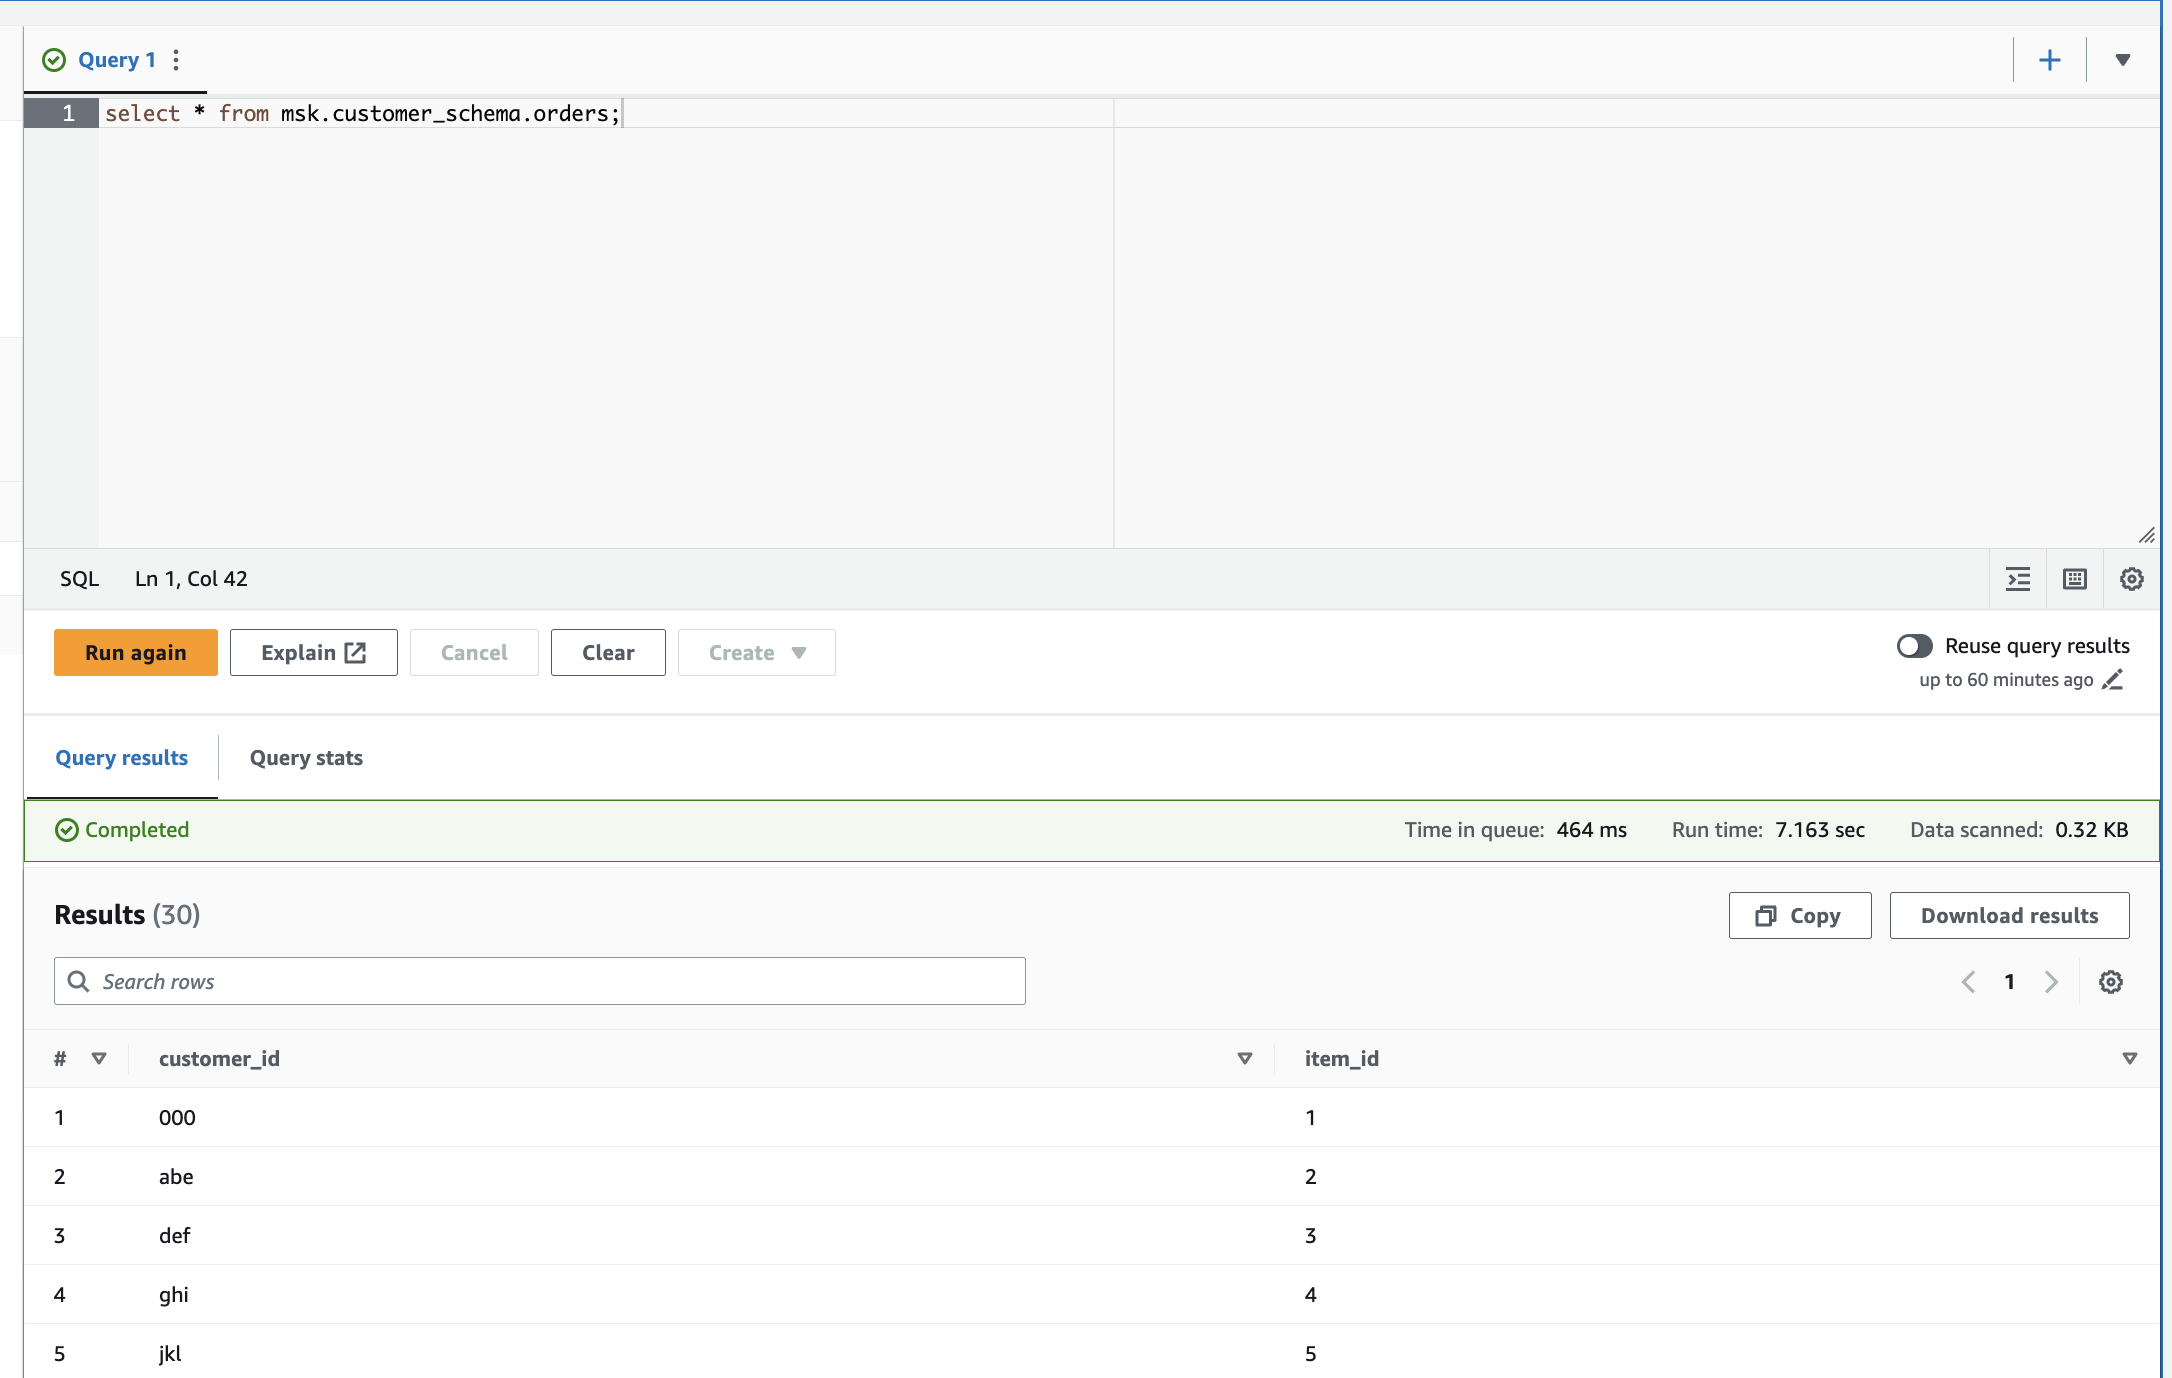 Query 1
1 select * from msk.customer_schema.orders;
SQL Ln 1, Col 42
Run again Explain Cancel Clear Create Reuse query results
up to 60 minutes ago
Query results Query stats
Completed Time in queue: 464 ms Run time: 7.163 sec Data scanned: 0.32 KB
Results (30) Copy Download results
Search rows 1
# customer_id item_id
1 000 1
2 abe 2
3 def 3
4 ghi 4
5 jkl 5